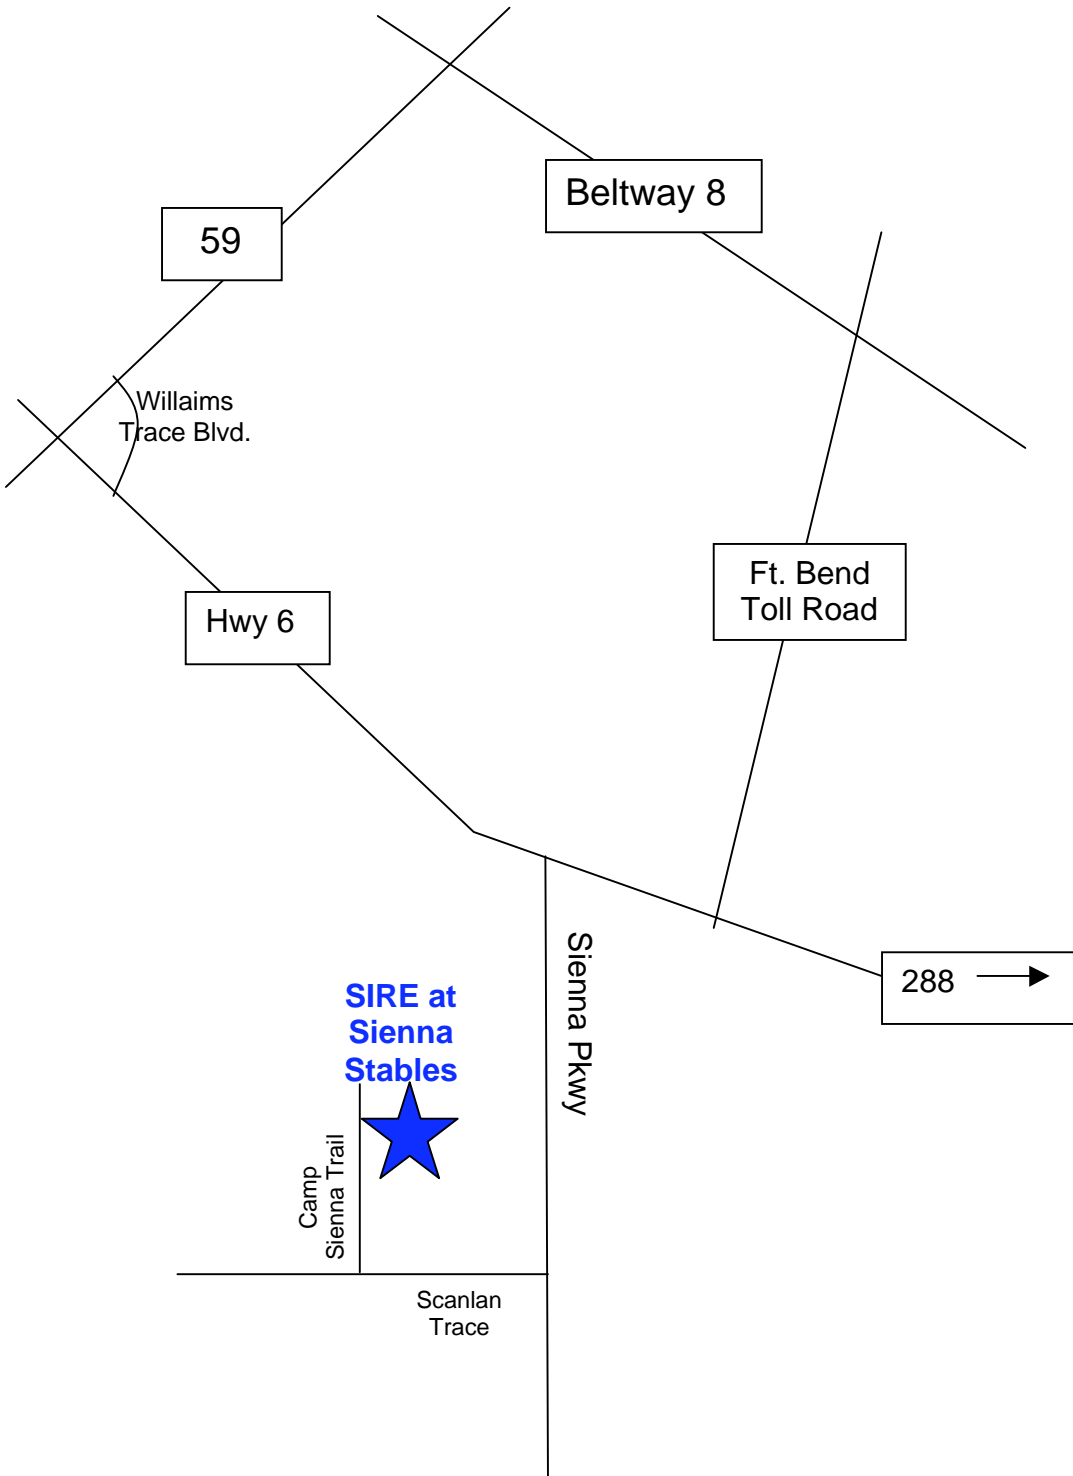 Beltway 8
59
Willaims
Trace Blvd.
Ft. Bend
Toll Road
Hwy 6
Sienna Pkwy
288
SIRE at
Sienna
Stables
Camp
Sienna Trail
Scanlan
Trace